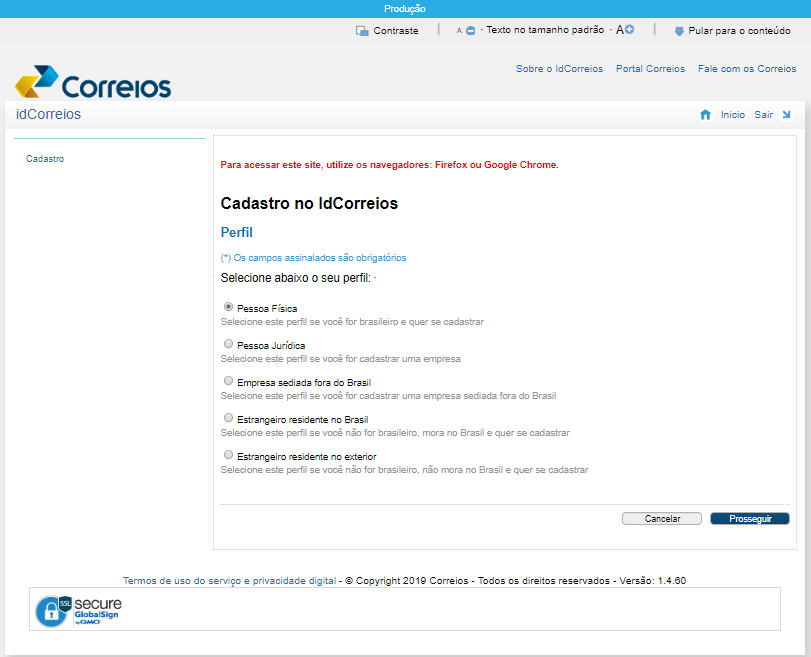 Produção
Contraste
A - Texto no tamanho padrão - A
Pular para o conteúdo
Sobre o IdCorreios Portal Correios Fale com os Correios
Correios
idCorreios
Inicio Sair
Cadastro
Para acessar este site, utilize os navegadores: Firefox ou Google Chrome.
Cadastro no IdCorreios
Perfil
(*) Os campos assinalados são obrigatórios
Selecione abaixo o seu perfil: *
Pessoa Física
Selecione este perfil se você for brasileiro e quer se cadastrar
Pessoa Jurídica
Selecione este perfil se você for cadastrar uma empresa
Empresa sediada fora do Brasil
Selecione este perfil se você for cadastrar uma empresa sediada fora do Brasil
Estrangeiro residente no Brasil
Selecione este perfil se você não for brasileiro, mora no Brasil e quer se cadastrar
Estrangeiro residente no exterior
Selecione este perfil se você não for brasileiro, não mora no Brasil e quer se cadastrar
Cancelar Prosseguir
Termos de uso do serviço e privacidade digital - © Copyright 2019 Correios - Todos os direitos reservados - Versão: 1.4.60
SSL secure
GlobalSign
by GMO